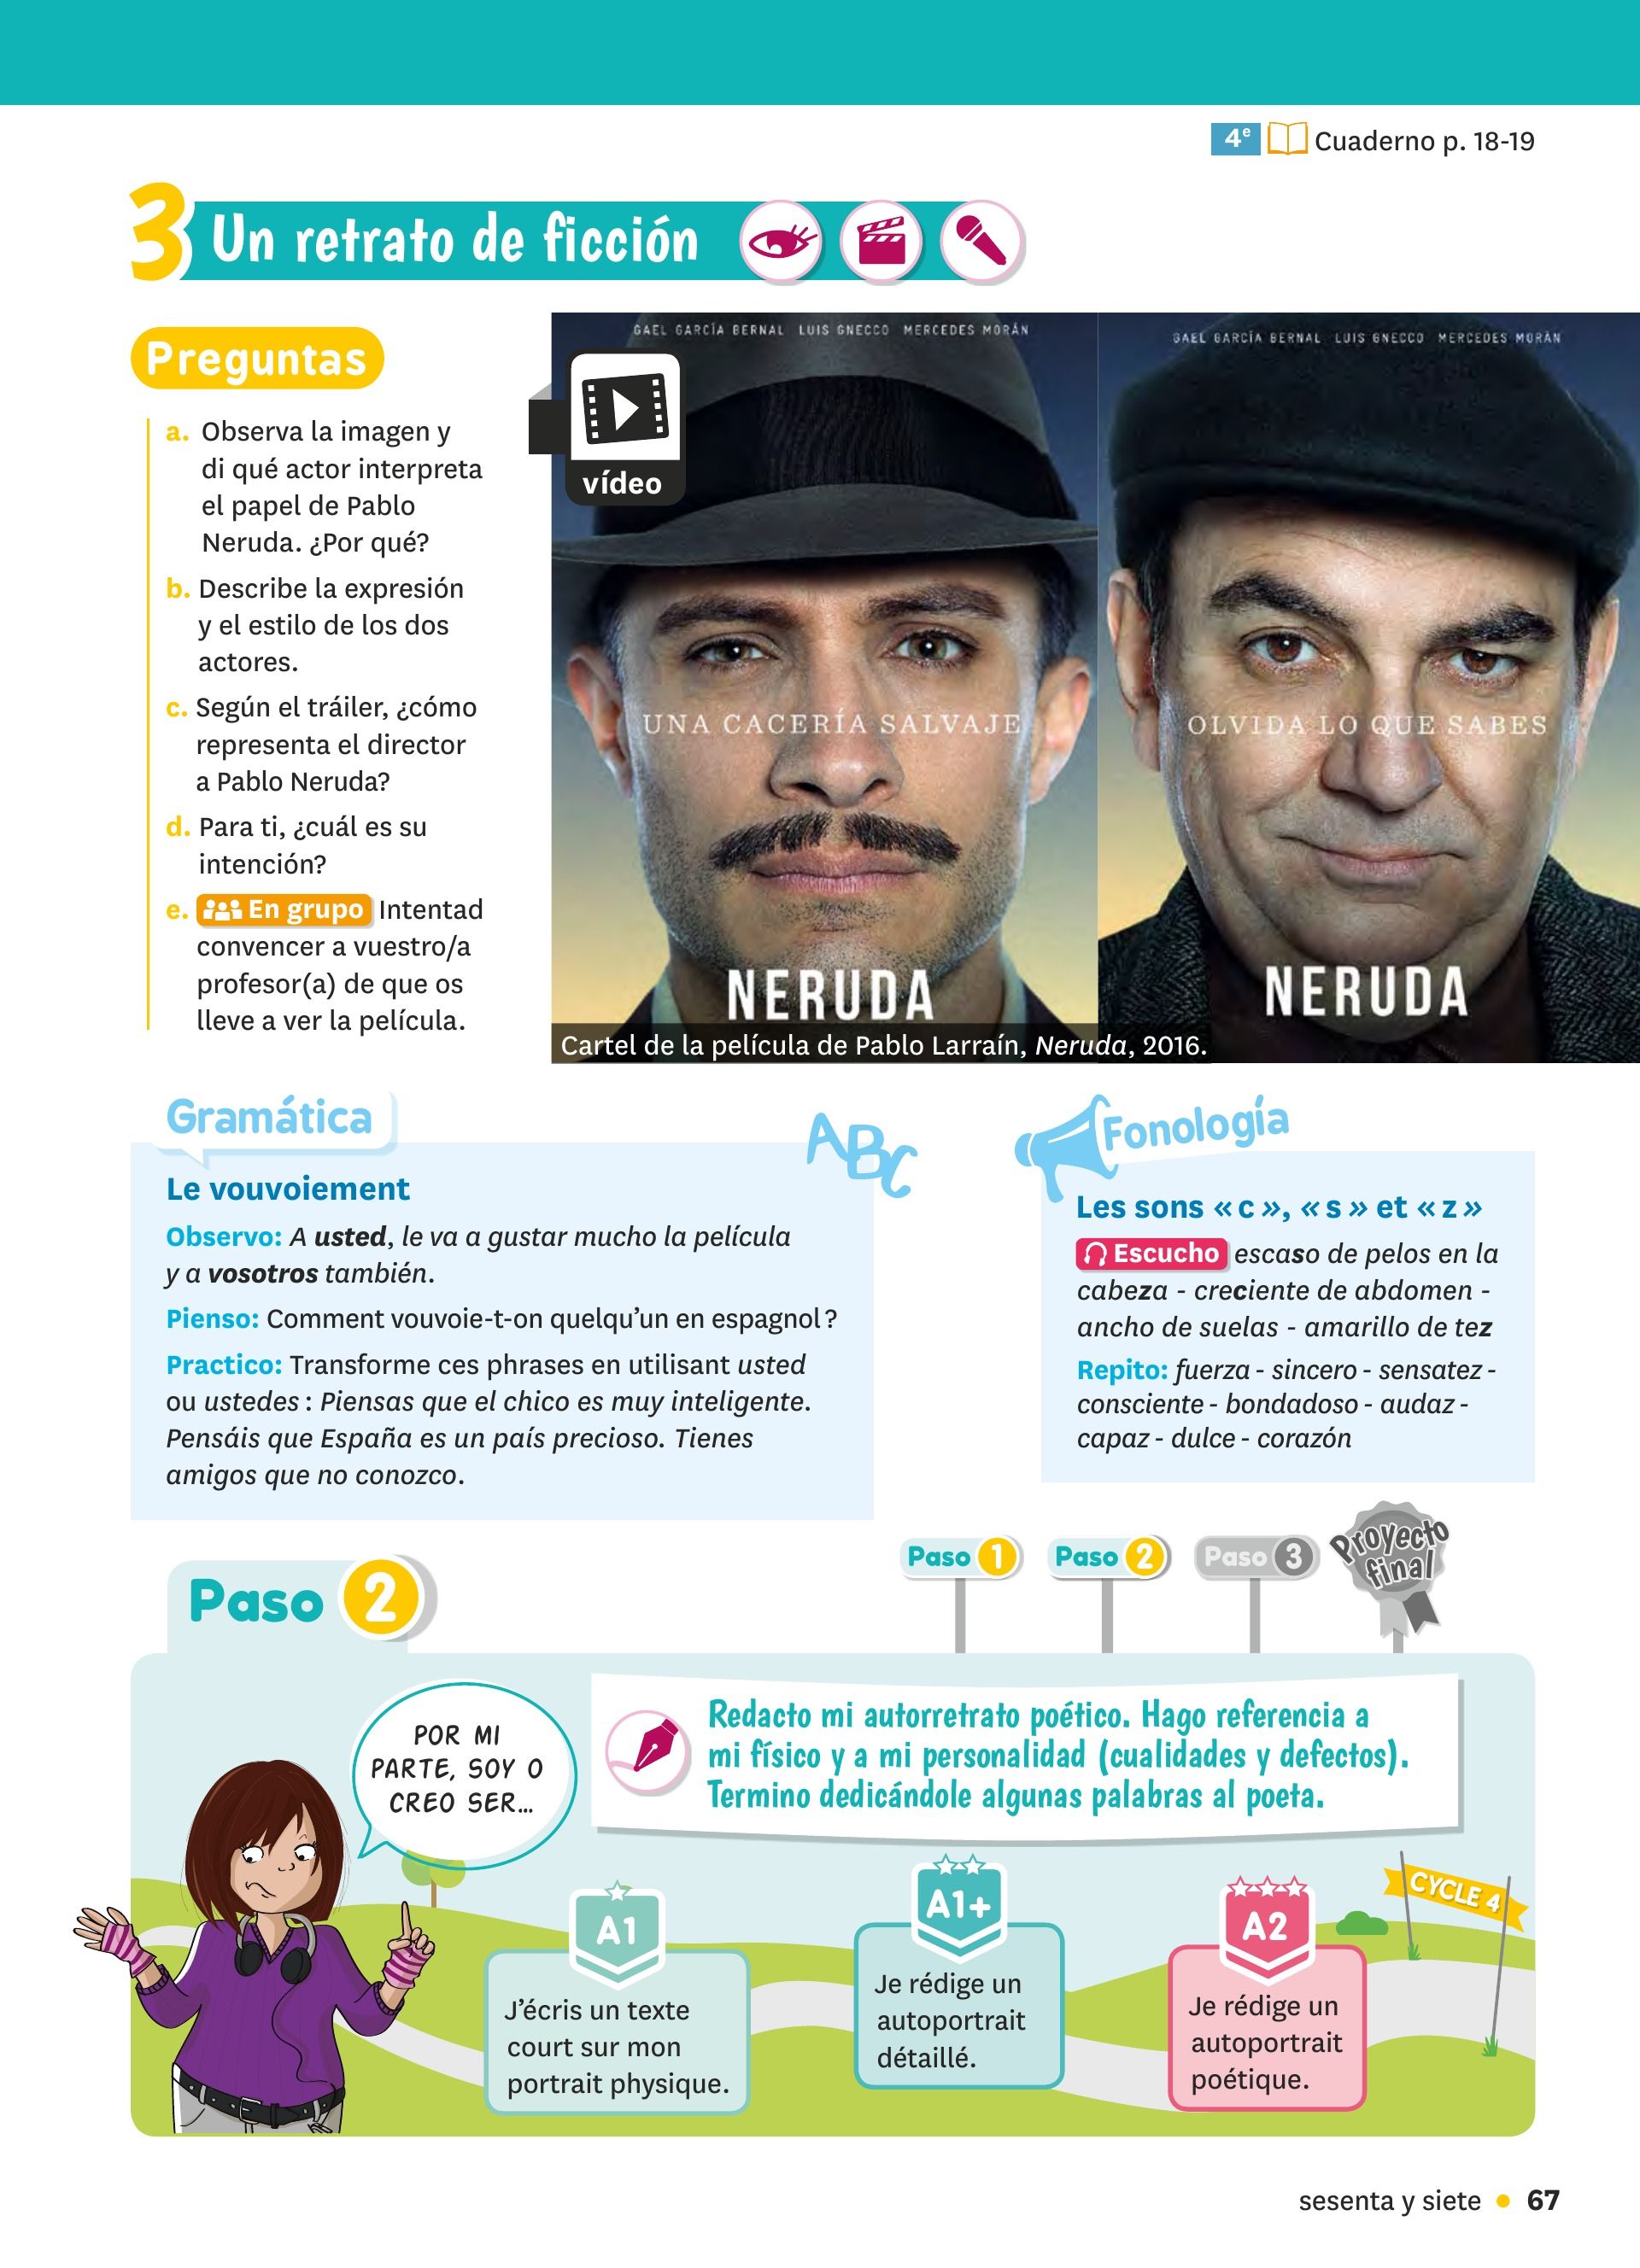 4e Cuaderno p. 18-19
3 Un retrato de ficción
Preguntas
a. Observa la imagen y
di qué actor interpreta
el papel de Pablo
Neruda. ¿Por qué?
b. Describe la expresión
y el estilo de los dos
actores.
c. Según el tráiler, ¿cómo
representa el director
a Pablo Neruda?
d. Para ti, ¿cuál es su
intención?
e. En grupo Intentad
convencer a vuestro/a
profesor(a) de que os
lleve a ver la película.
GAEL GARCÍA BERNAL LUIS GNECCO MERCEDES MORÁN
vídeo
UNA CACERÍA SALVAJE
NERUDA
GAEL GARCÍA BERNAL LUIS GNECCO MERCEDES MORÁN
OLVIDA LO QUE SABES
NERUDA
Cartel de la película de Pablo Larraín, Neruda, 2016.
Gramática
ABC
Le vouvoiement
Observo: A usted, le va a gustar mucho la película
y a vosotros también.
Pienso: Comment vouvoie-t-on quelqu'un en espagnol ?
Practico: Transforme ces phrases en utilisant usted
ou ustedes : Piensas que el chico es muy inteligente.
Pensáis que España es un país precioso. Tienes
amigos que no conozco.
Fonología
Les sons « c », « s » et « z »
Escucho escaso de pelos en la
cabeza - creciente de abdomen -
ancho de suelas - amarillo de tez
Repito: fuerza - sincero - sensatez -
consciente - bondadoso - audaz -
capaz - dulce - corazón
Paso 1 Paso 2 Paso 3 Proyecto
final
Paso 2
POR MI
PARTE, SOY O
CREO SER...
Redacto mi autorretrato poético. Hago referencia a
mi físico y a mi personalidad (cualidades y defectos).
Termino dedicándole algunas palabras al poeta.
A1
J'écris un texte
court sur mon
portrait physique.
A1+
Je rédige un
autoportrait
détaillé.
A2
Je rédige un
autoportrait
poétique.
CYCLE 4
sesenta y siete • 67